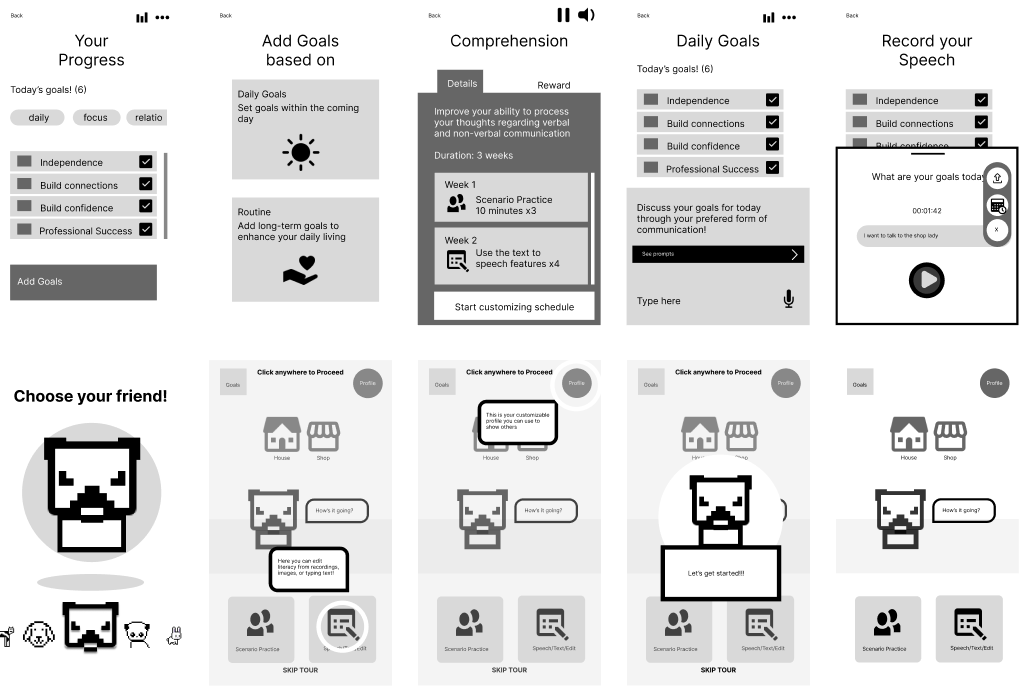 Back
Your
Progress
Today's goals! (6)
daily
focus
relatio
Independence
Build connections
Build confidence
Professional Success
Add Goals
Back
Add Goals
based on
Daily Goals
Set goals within the coming
day
Routine
Add long-term goals to
enhance your daily living
Back
Comprehension
Details
Reward
Improve your ability to process
your thoughts regarding verbal
and non-verbal communication
Duration: 3 weeks
Week 1
Scenario Practice
10 minutes x3
Week 2
Use the text to
speech features x4
Start customizing schedule
Back
Daily Goals
Today's goals! (6)
Independence
Build connections
Build confidence
Professional Success
Discuss your goals for today
through your prefered form of
communication!
See prompts
Type here
Back
Record your
Speech
Independence
Build connections
Build confidence
What are your goals today
00:01:42
I want to talk to the shop lady
X
Choose your friend!
Click anywhere to Proceed
Goals
Profile
House
Shop
How's it going?
Here you can edit
literacy from recordings,
images, or typing text!
Scenario Practice
Speech/Text/Edit
SKIP TOUR
Click anywhere to Proceed
Goals
Profile
This is your customizable
profile you can use to
show others
House
Shop
How's it going?
Scenario Practice
Speech/Text/Edit
SKIP TOUR
Click anywhere to Proceed
Goals
Profile
House
Shop
Let's get started!!!
Scenario Practice
Speech/Text/Edit
SKIP TOUR
Goals
Profile
House
Shop
How's it going?
Scenario Practice
Speech/Text/Edit